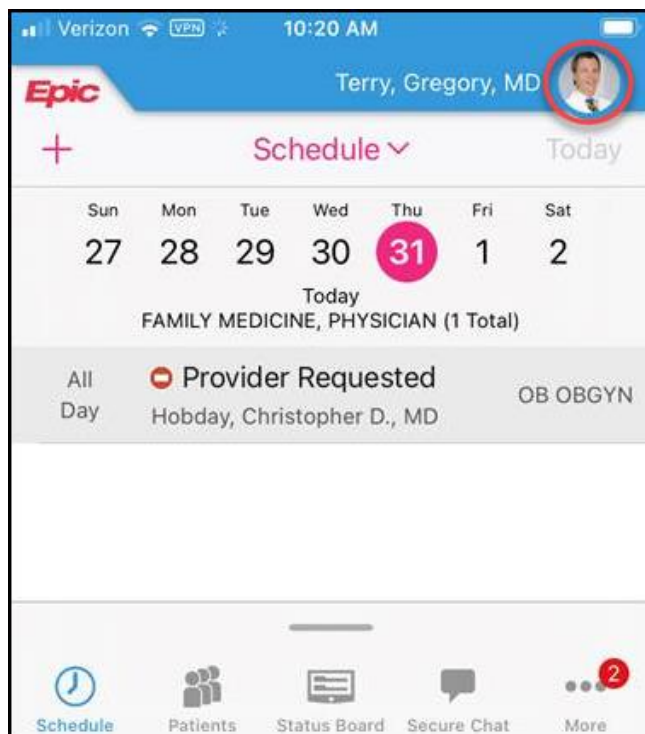 Verizon VPN 10:20 AM
Epic Terry, Gregory, MD
+ Schedule Today
Sun Mon Tue Wed Thu Fri Sat
27 28 29 30 31 1 2
Today
FAMILY MEDICINE, PHYSICIAN (1 Total)
All Day
Provider Requested
Hobday, Christopher D., MD
OB OBGYN
2
Schedule Patients Status Board Secure Chat More